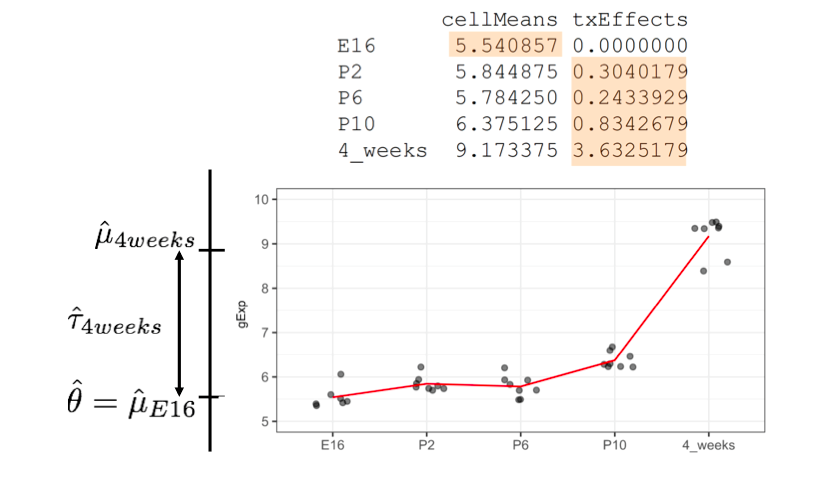 cellMeans txEffects
E16 5.540857 0.0000000
P2 5.844875 0.3040179
P6 5.784250 0.2433929
P10 6.375125 0.8342679
4_weeks 9.173375 3.6325179
μ̂4weeks
τ̂4weeks
θ̂ = μ̂E16
gExp
10
9
8
7
6
5
E16 P2 P6 P10 4_weeks